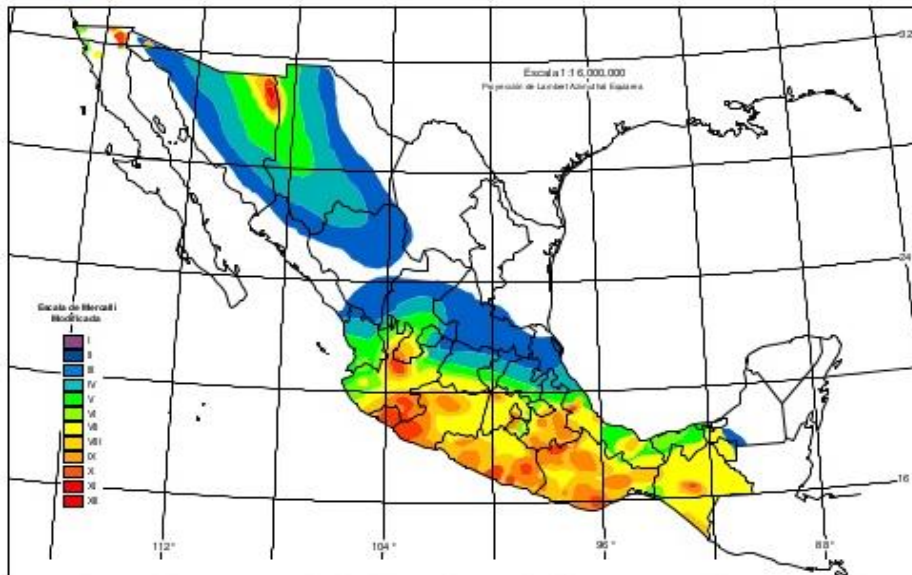 32
Escala 1:16,000,000
Proyección de Lambert Azimuthal Equiarea
24
Escala de Mercalli
Modificada
I
II
III
IV
V
VI
VII
VIII
IX
X
XI
XII
16
112°
104°
96°
88°